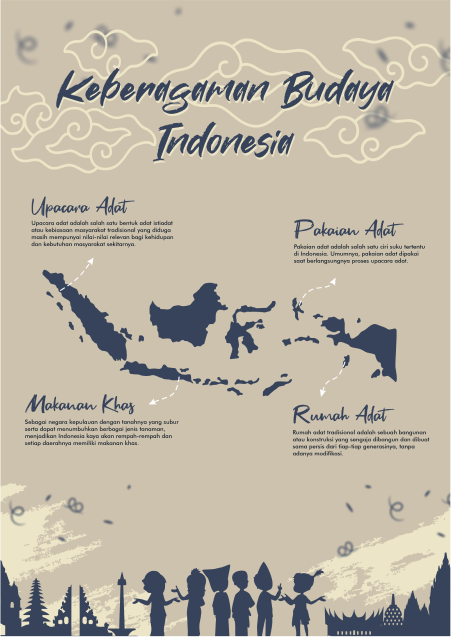 Keberagaman Budaya
Indonesia
Upacara Adat
Upacara adat adalah salah satu bentuk adat istiadat
atau kebiasaan masyarakat tradisional yang diduga
masih mempunyai nilai-nilai relevan bagi kehidupan
dan kebutuhan masyarakat sekitarnya.
Pakaian Adat
Pakaian adat adalah salah satu ciri suku tertentu
di Indonesia. Umumnya, pakaian adat dipakai
saat berlangsungnya proses upacara adat.
Makanan Khas
Sebagai negara kepulauan dengan tanahnya yang subur
serta dapat menumbuhkan berbagai jenis tanaman,
menjadikan Indonesia kaya akan rempah-rempah dan
setiap daerahnya memiliki makanan khas.
Rumah Adat
Rumah adat tradisional adalah sebuah bangunan
atau konstruksi yang sengaja dibangun dan dibuat
sama persis dari tiap-tiap generasinya, tanpa
adanya modifikasi.